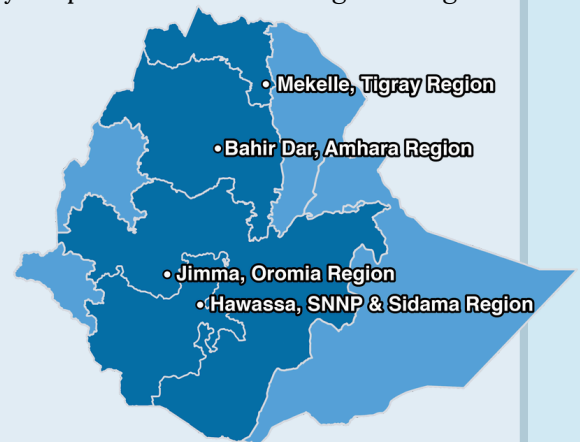 Mekelle, Tigray Region
Bahir Dar, Amhara Region
Jimma, Oromia Region
Hawassa, SNNP & Sidama Region